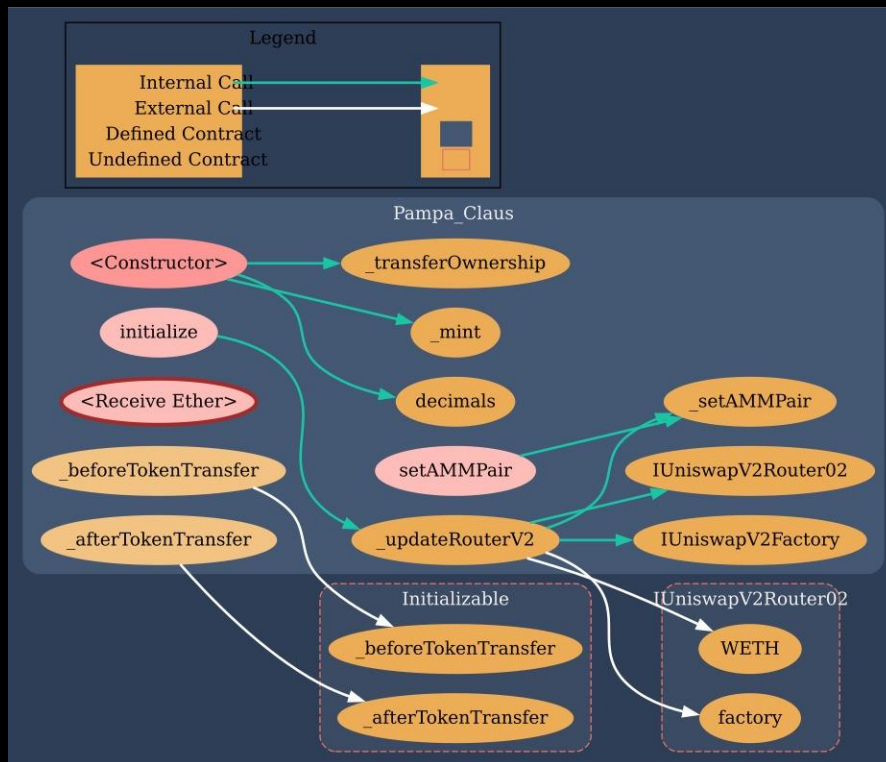 Legend
Internal Call
External Call
Defined Contract
Undefined Contract
Pampa_Claus
<Constructor>
_transferOwnership
initialize
_mint
<Receive Ether>
decimals
_setAMMPair
_beforeTokenTransfer
setAMMPair
IUniswapV2Router02
_afterTokenTransfer
_updateRouterV2
IUniswapV2Factory
Initializable
IUniswapV2Router02
_beforeTokenTransfer
WETH
_afterTokenTransfer
factory